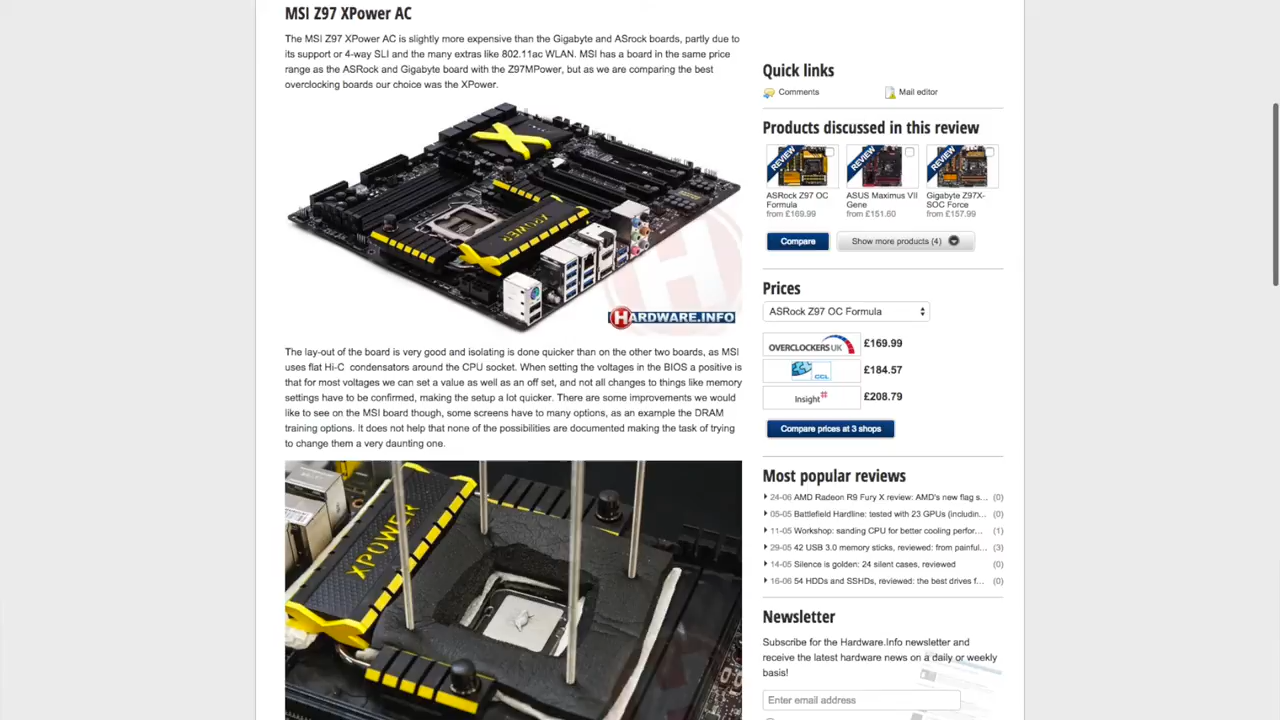 MSI Z97 XPower AC
The MSI Z97 XPower AC is slightly more expensive than the Gigabyte and ASrock boards, partly due to
its support or 4-way SLI and the many extras like 802.11ac WLAN. MSI has a board in the same price
range as the ASRock and Gigabyte board with the Z97MPower, but as we are comparing the best
overclocking boards our choice was the XPower.
XPOWER
HARDWARE.INFO
The lay-out of the board is very good and isolating is done quicker than on the other two boards, as MSI
uses flat Hi-C condensators around the CPU socket. When setting the voltages in the BIOS a positive is
that for most voltages we can set a value as well as an off set, and not all changes to things like memory
settings have to be confirmed, making the setup a lot quicker. There are some improvements we would
like to see on the MSI board though, some screens have to many options, as an example the DRAM
training options. It does not help that none of the possibilities are documented making the task of trying
to change them a very daunting one.
XPOWER
Quick links
Comments
Mail editor
Products discussed in this review
REVIEW
REVIEW
REVIEW
ASRock Z97 OC
Formula
from £169.99
ASUS Maximus VII
Gene
from £151.60
Gigabyte Z97X-
SOC Force
from £157.99
Compare
Show more products (4)
Prices
ASRock Z97 OC Formula
OVERCLOCKERS UK £169.99
CCL £184.57
Insight £208.79
Compare prices at 3 shops
Most popular reviews
24-06 AMD Radeon R9 Fury X review: AMD's new flag s... (0)
05-05 Battlefield Hardline: tested with 23 GPUs (includin... (0)
11-05 Workshop: sanding CPU for better cooling perfor... (1)
29-05 42 USB 3.0 memory sticks, reviewed: from painful... (3)
14-05 Silence is golden: 24 silent cases, reviewed (0)
16-06 54 HDDs and SSHDs, reviewed: the best drives f... (0)
Newsletter
Subscribe for the Hardware.Info newsletter and
receive the latest hardware news on a daily or weekly
basis!
Enter email address